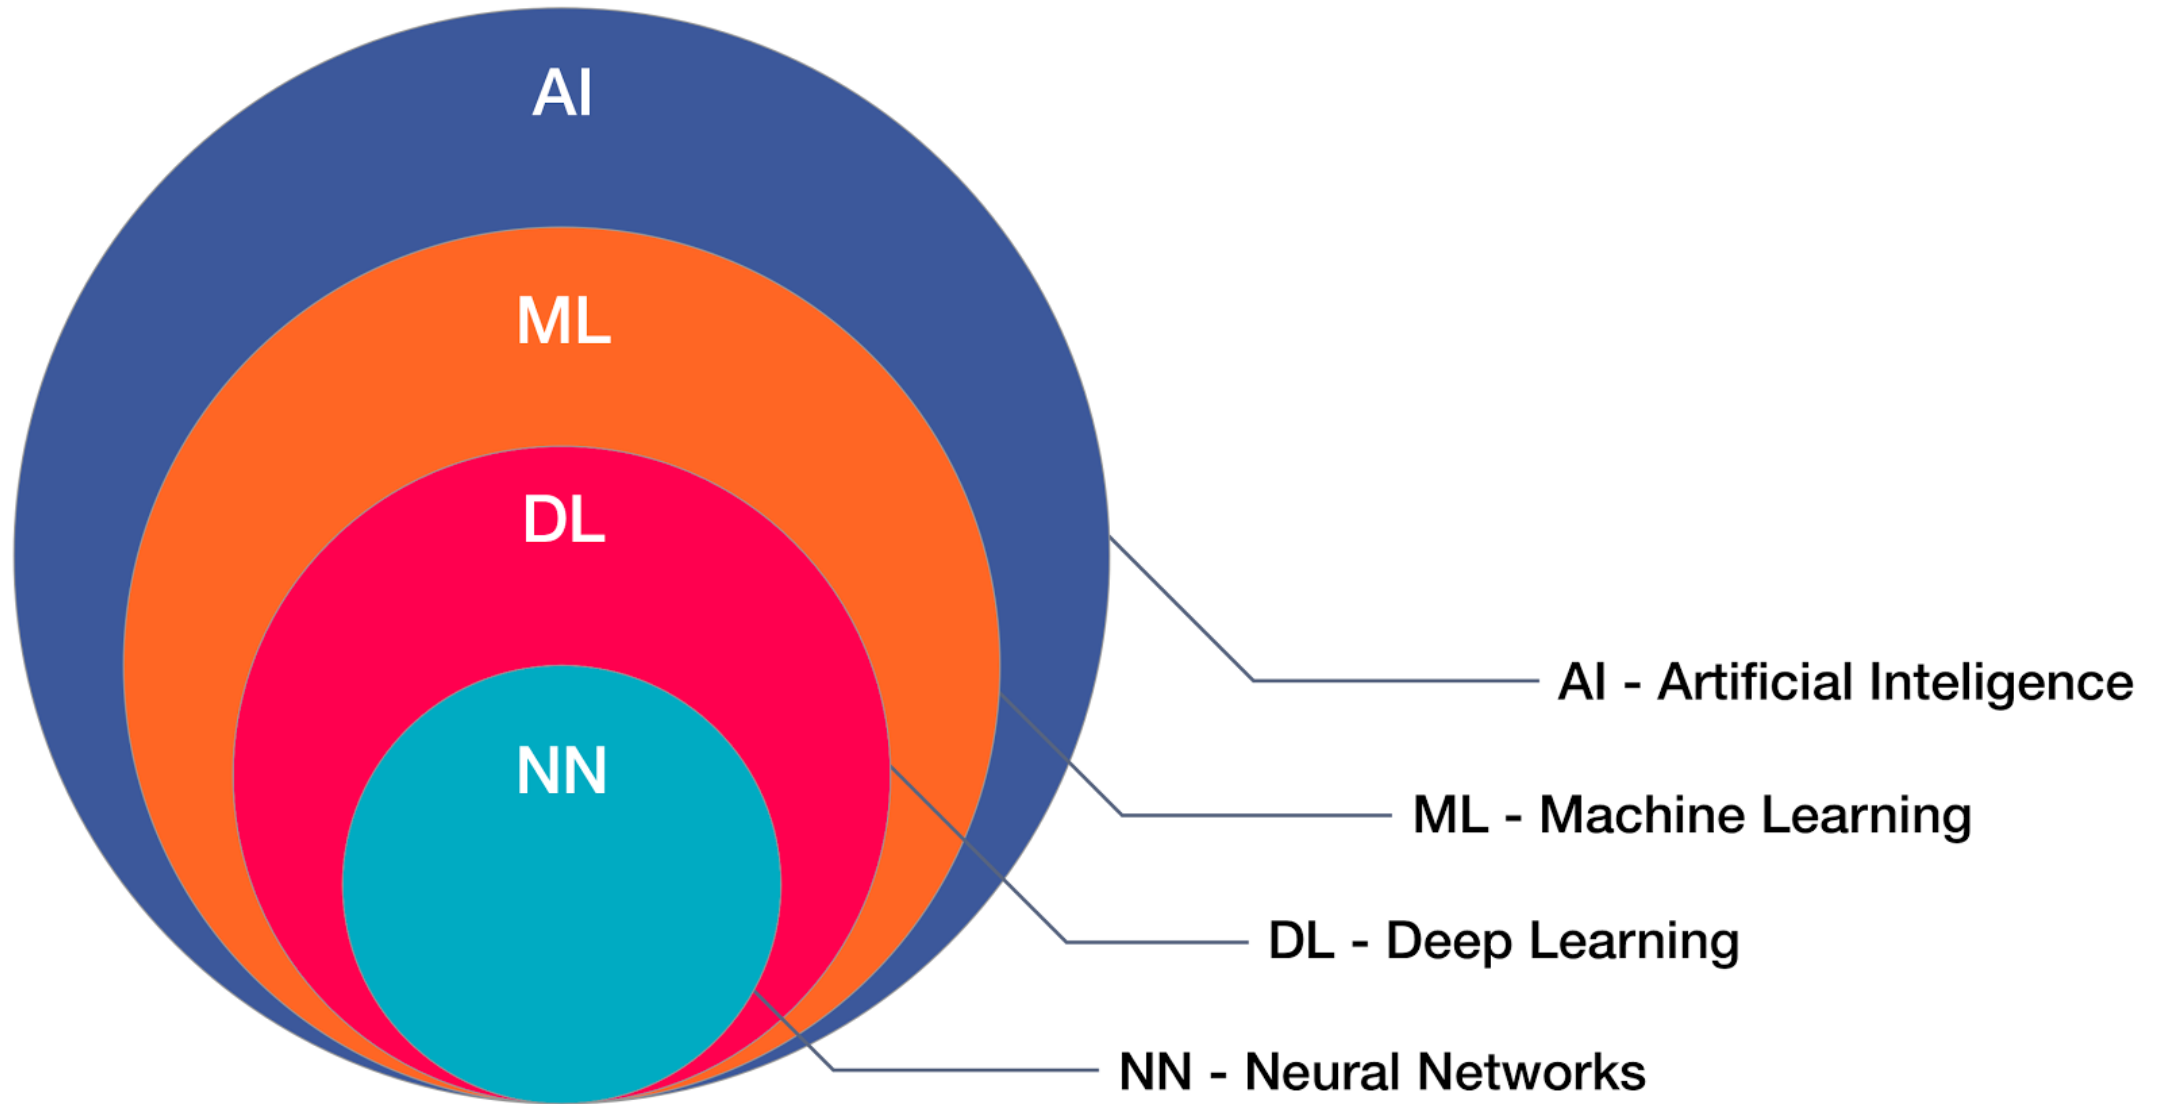 AI
ML
DL
NN
AI - Artificial Inteligence
ML - Machine Learning
DL - Deep Learning
NN - Neural Networks